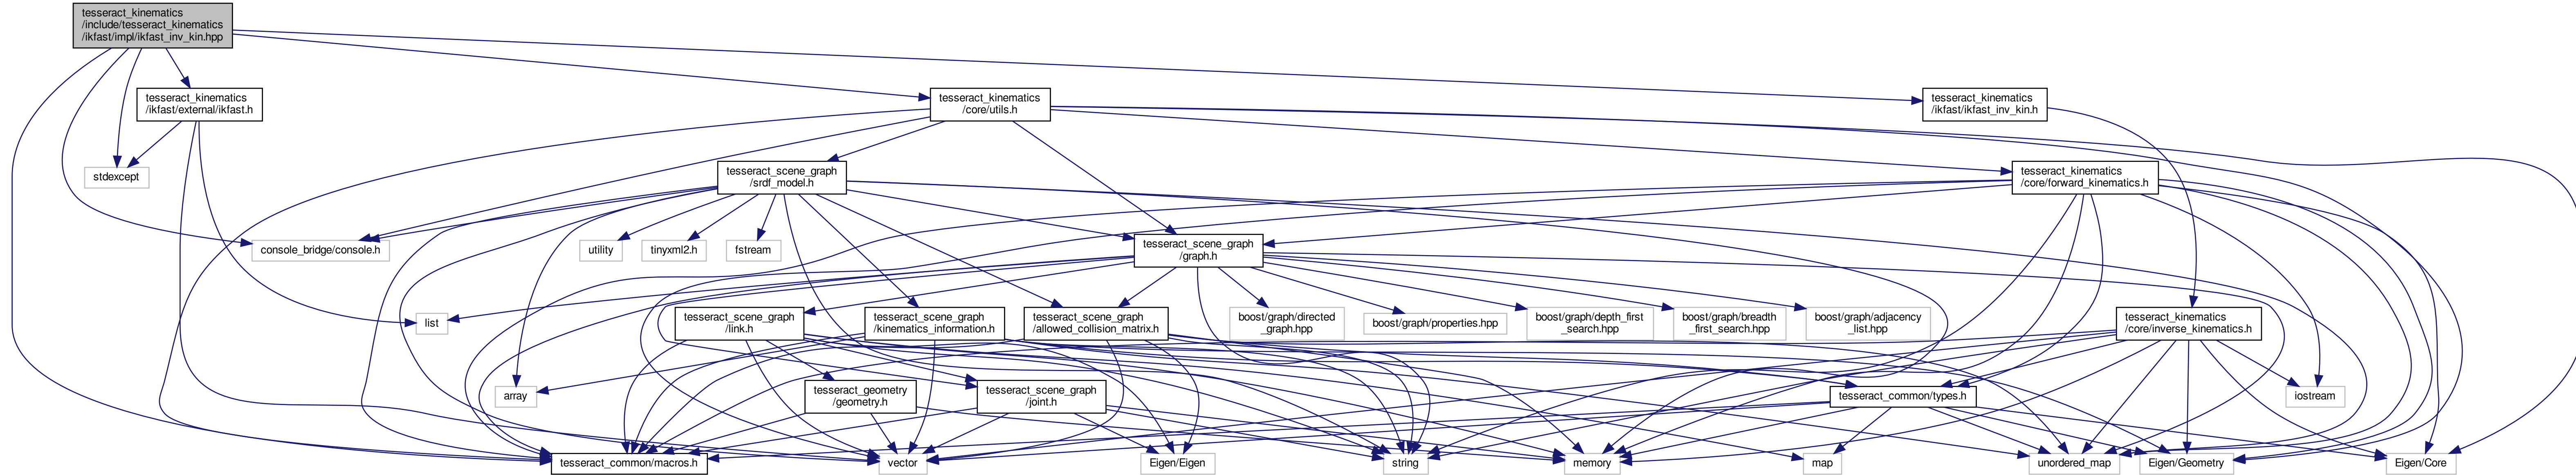 tesseract_kinematics
/include/tesseract_kinematics
/ikfast/impl/ikfast_inv_kin.hpp
tesseract_kinematics
/ikfast/external/ikfast.h
tesseract_kinematics
/core/utils.h
tesseract_kinematics
/ikfast/ikfast_inv_kin.h
stdexcept
tesseract_scene_graph
/srdf_model.h
tesseract_kinematics
/core/forward_kinematics.h
console_bridge/console.h
utility
tinyxml2.h
fstream
tesseract_scene_graph
/graph.h
list
tesseract_scene_graph
/link.h
tesseract_scene_graph
/kinematics_information.h
tesseract_scene_graph
/allowed_collision_matrix.h
boost/graph/directed
_graph.hpp
boost/graph/properties.hpp
boost/graph/depth_first
_search.hpp
boost/graph/breadth
_first_search.hpp
boost/graph/adjacency
_list.hpp
tesseract_kinematics
/core/inverse_kinematics.h
array
tesseract_geometry
/geometry.h
tesseract_scene_graph
/joint.h
tesseract_common/types.h
iostream
tesseract_common/macros.h
vector
Eigen/Eigen
string
memory
map
unordered_map
Eigen/Geometry
Eigen/Core